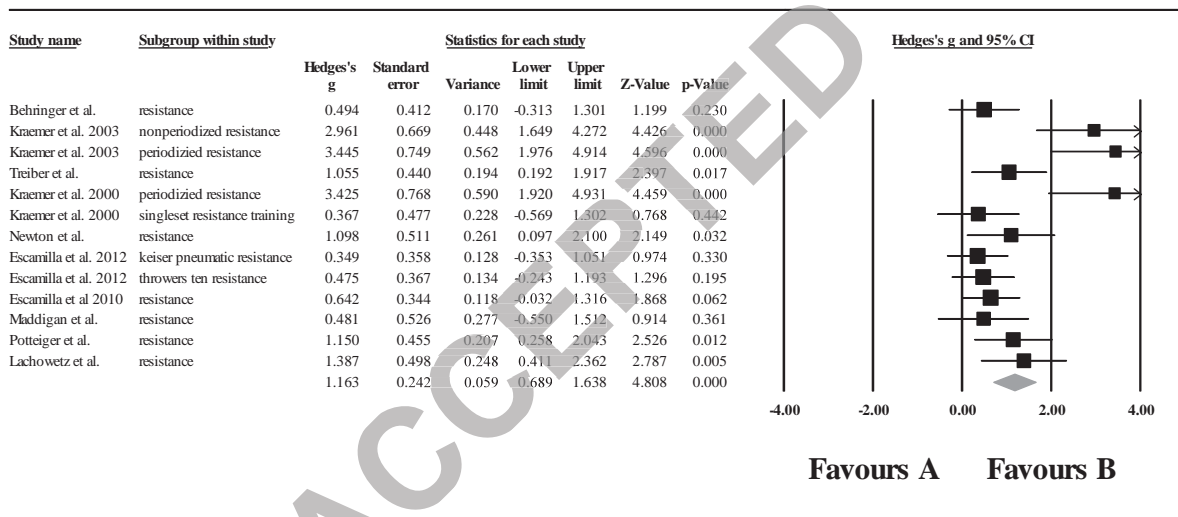 Study name Subgroup within study Statistics for each study Hedges's g and 95% CI
Hedges's g Standard error Variance Lower limit Upper limit Z-Value p-Value
Behringer et al. resistance 0.494 0.412 0.170 -0.313 1.301 1.199 0.230
Kraemer et al. 2003 nonperiodized resistance 2.961 0.669 0.448 1.649 4.272 4.426 0.000
Kraemer et al. 2003 periodizied resistance 3.445 0.749 0.562 1.976 4.914 4.596 0.000
Treiber et al. resistance 1.055 0.440 0.194 0.192 1.917 2.397 0.017
Kraemer et al. 2000 periodizied resistance 3.425 0.768 0.590 1.920 4.931 4.459 0.000
Kraemer et al. 2000 singleset resistance training 0.367 0.477 0.228 -0.569 1.302 0.768 0.442
Newton et al. resistance 1.098 0.511 0.261 0.097 2.100 2.149 0.032
Escamilla et al. 2012 keiser pneumatic resistance 0.349 0.358 0.128 -0.353 1.051 0.974 0.330
Escamilla et al. 2012 throwers ten resistance 0.475 0.367 0.134 -0.243 1.193 1.296 0.195
Escamilla et al 2010 resistance 0.642 0.344 0.118 -0.032 1.316 1.868 0.062
Maddigan et al. resistance 0.481 0.526 0.277 -0.550 1.512 0.914 0.361
Potteiger et al. resistance 1.150 0.455 0.207 0.258 2.043 2.526 0.012
Lachowetz et al. resistance 1.387 0.498 0.248 0.411 2.362 2.787 0.005
1.163 0.242 0.059 0.689 1.638 4.808 0.000
-4.00 -2.00 0.00 2.00 4.00
Favours A Favours B
ACCEPTED